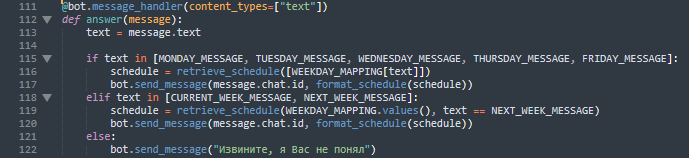 111 @bot.message_handler(content_types=["text"])
112 def answer(message):
113     text = message.text
114
115     if text in [MONDAY_MESSAGE, TUESDAY_MESSAGE, WEDNESDAY_MESSAGE, THURSDAY_MESSAGE, FRIDAY_MESSAGE]:
116         schedule = retrieve_schedule([WEEKDAY_MAPPING[text]])
117         bot.send_message(message.chat.id, format_schedule(schedule))
118     elif text in [CURRENT_WEEK_MESSAGE, NEXT_WEEK_MESSAGE]:
119         schedule = retrieve_schedule(WEEKDAY_MAPPING.values(), text == NEXT_WEEK_MESSAGE)
120         bot.send_message(message.chat.id, format_schedule(schedule))
121     else:
122         bot.send_message("Извините, я Вас не понял")